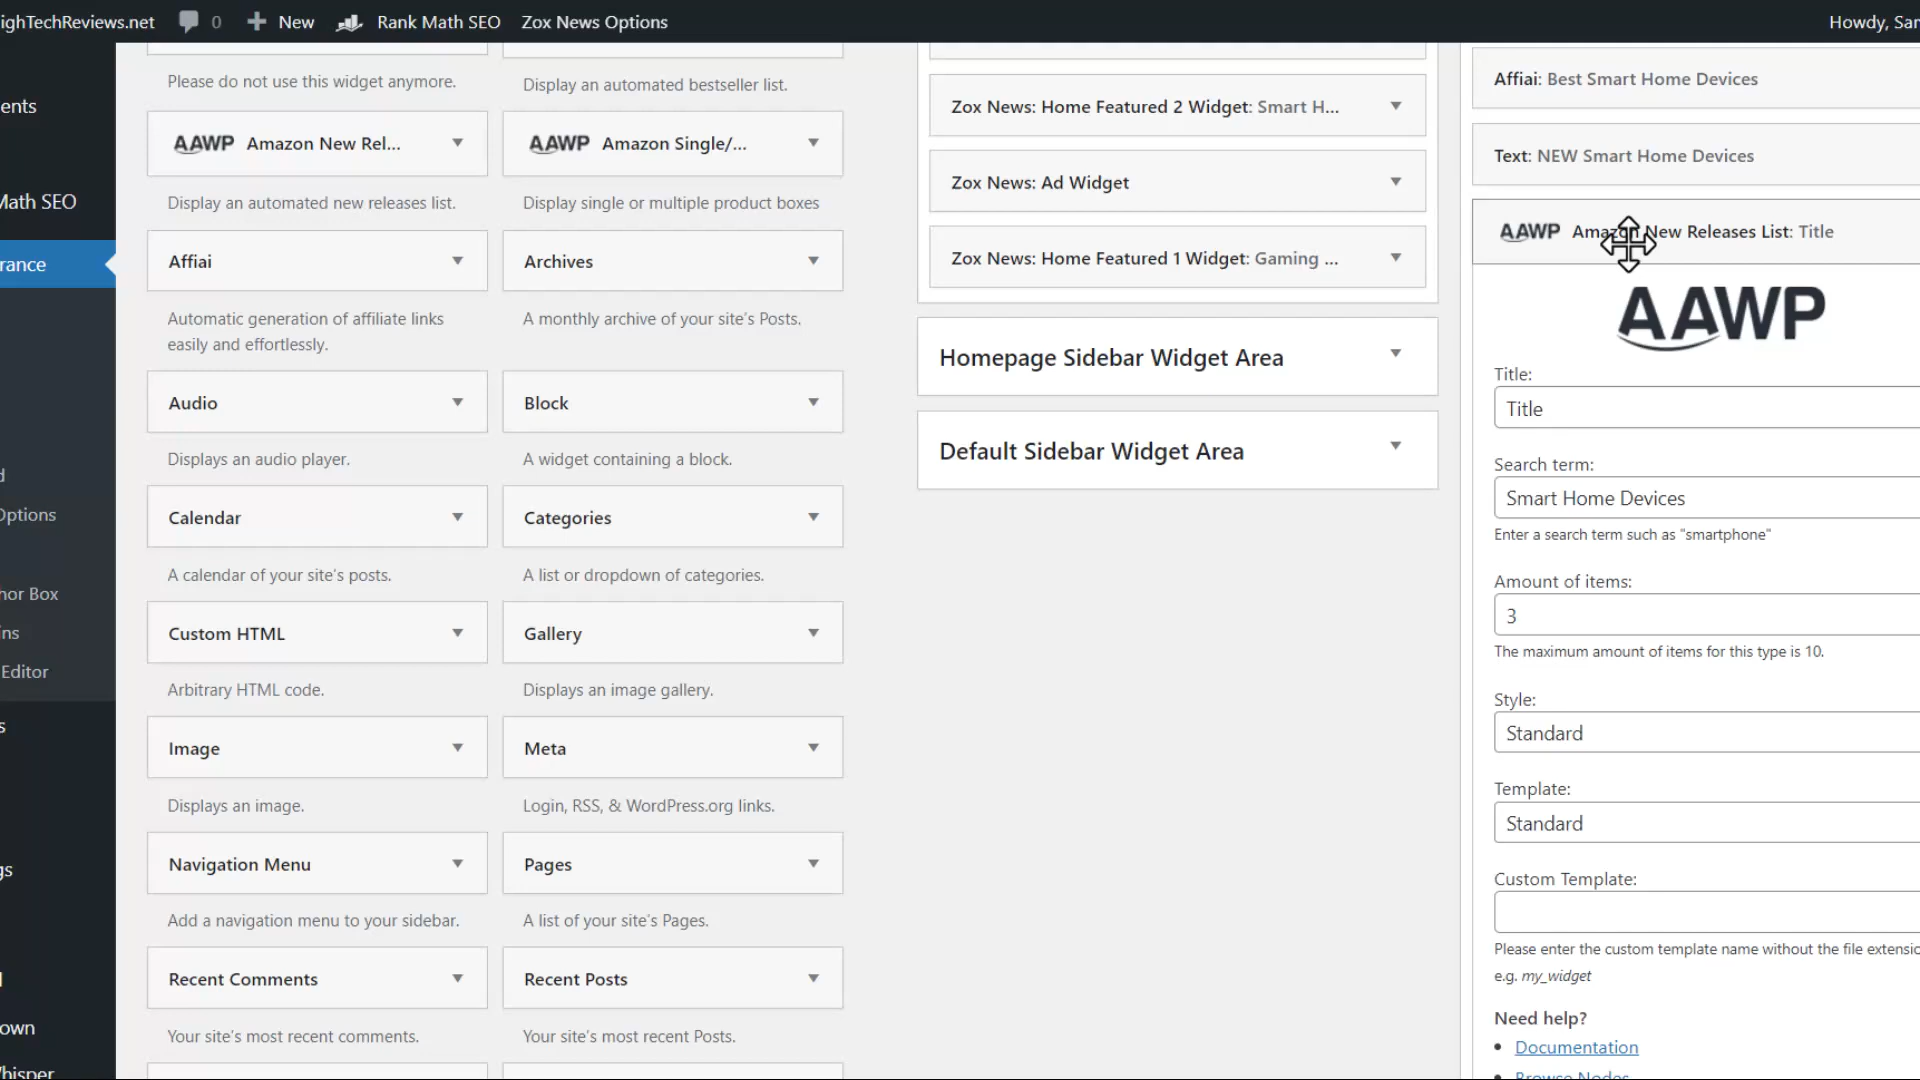 ighTechReviews.net
0
New
Rank Math SEO
Zox News Options
Howdy, Sar
ents
Math SEO
rance
d
Options
hor Box
ins
Editor
s
gs
l
own
Whisper
Please do not use this widget anymore.
Display an automated bestseller list.
AAWP Amazon New Rel...
AAWP Amazon Single/...
Display an automated new releases list.
Display single or multiple product boxes
Affiai
Archives
Automatic generation of affiliate links
easily and effortlessly.
A monthly archive of your site's Posts.
Audio
Block
Displays an audio player.
A widget containing a block.
Calendar
Categories
A calendar of your site's posts.
A list or dropdown of categories.
Custom HTML
Gallery
Arbitrary HTML code.
Displays an image gallery.
Image
Meta
Displays an image.
Login, RSS, & WordPress.org links.
Navigation Menu
Pages
Add a navigation menu to your sidebar.
A list of your site's Pages.
Recent Comments
Recent Posts
Your site's most recent comments.
Your site's most recent Posts.
Zox News: Home Featured 2 Widget: Smart H...
Zox News: Ad Widget
Zox News: Home Featured 1 Widget: Gaming ...
Homepage Sidebar Widget Area
Default Sidebar Widget Area
Affiai: Best Smart Home Devices
Text: NEW Smart Home Devices
AAWP Amazon New Releases List: Title
AAWP
Title:
Title
Search term:
Smart Home Devices
Enter a search term such as "smartphone"
Amount of items:
3
The maximum amount of items for this type is 10.
Style:
Standard
Template:
Standard
Custom Template:
Please enter the custom template name without the file extensio
e.g. my_widget
Need help?
Documentation
Browse Nodes